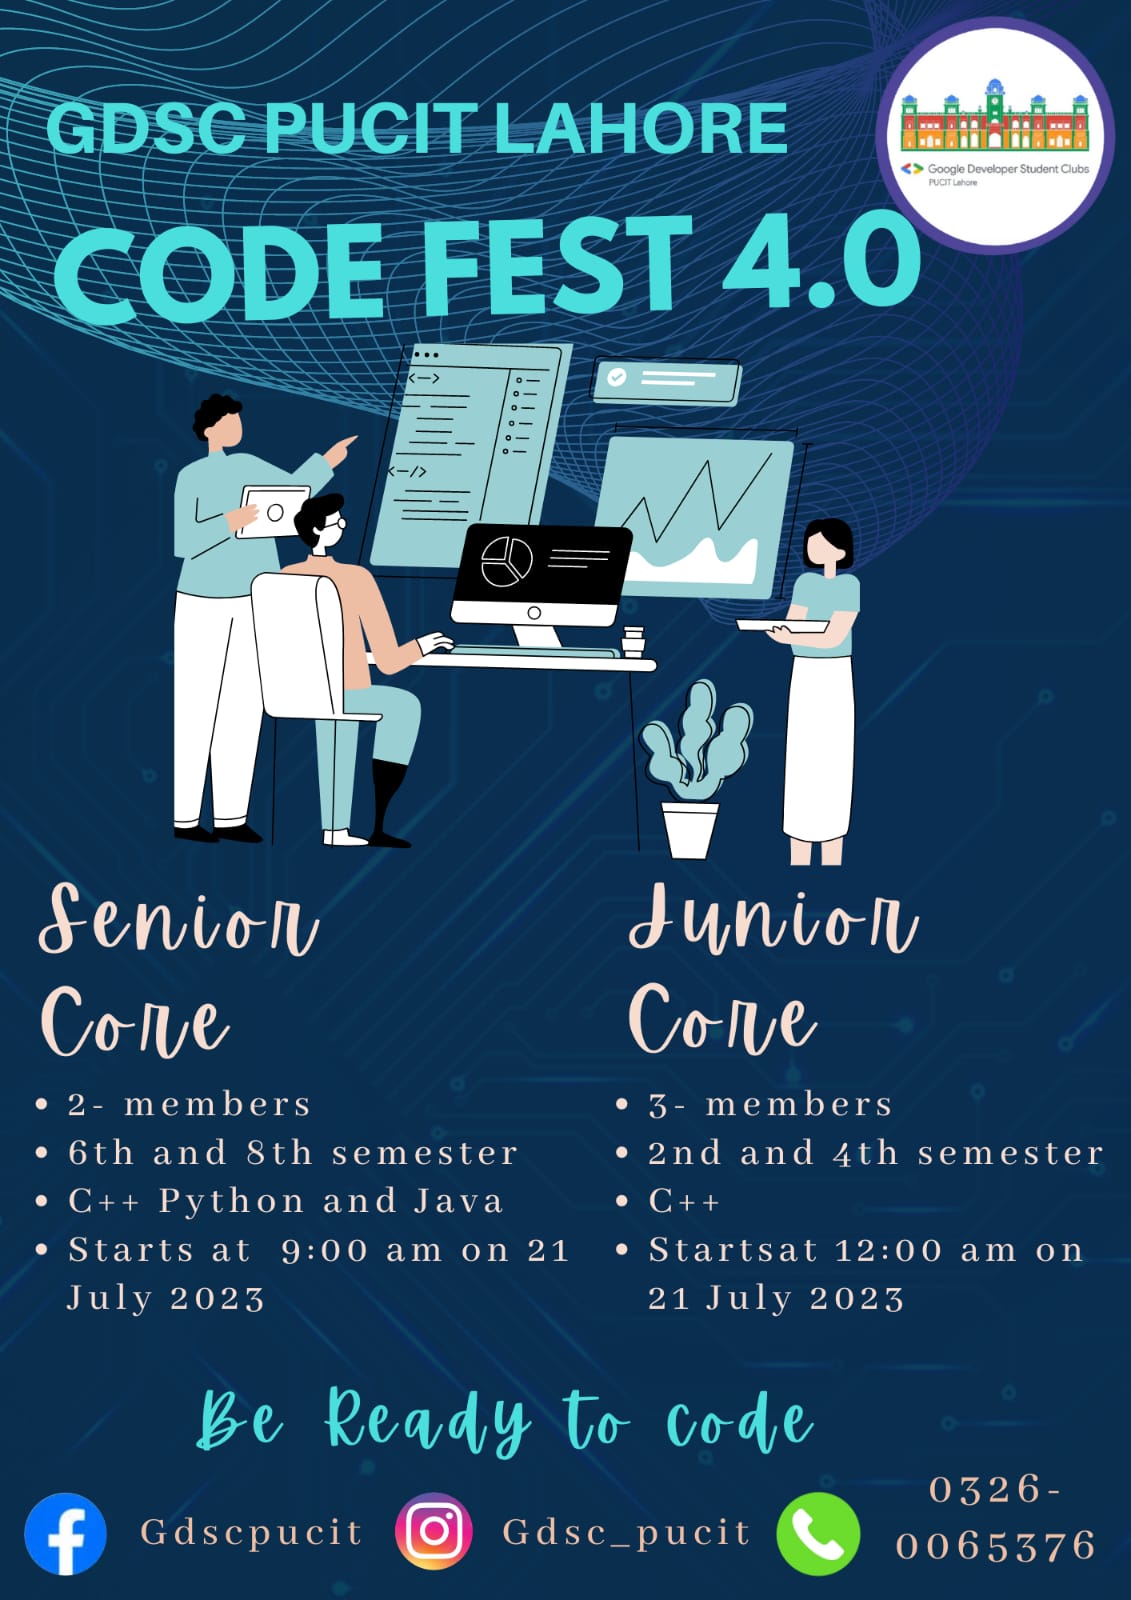 GDSC PUCIT LAHORE
Google Developer Student Clubs
PUCIT Lahore
CODE FEST 4.0
Senior
Core
• 2- members
• 6th and 8th semester
• C++ Python and Java
• Starts at 9:00 am on 21
July 2023
Junior
Core
• 3- members
• 2nd and 4th semester
• C++
• Startsat 12:00 am on
21 July 2023
Be Ready to code
Gdscpucit
Gdsc_pucit
0326-
0065376